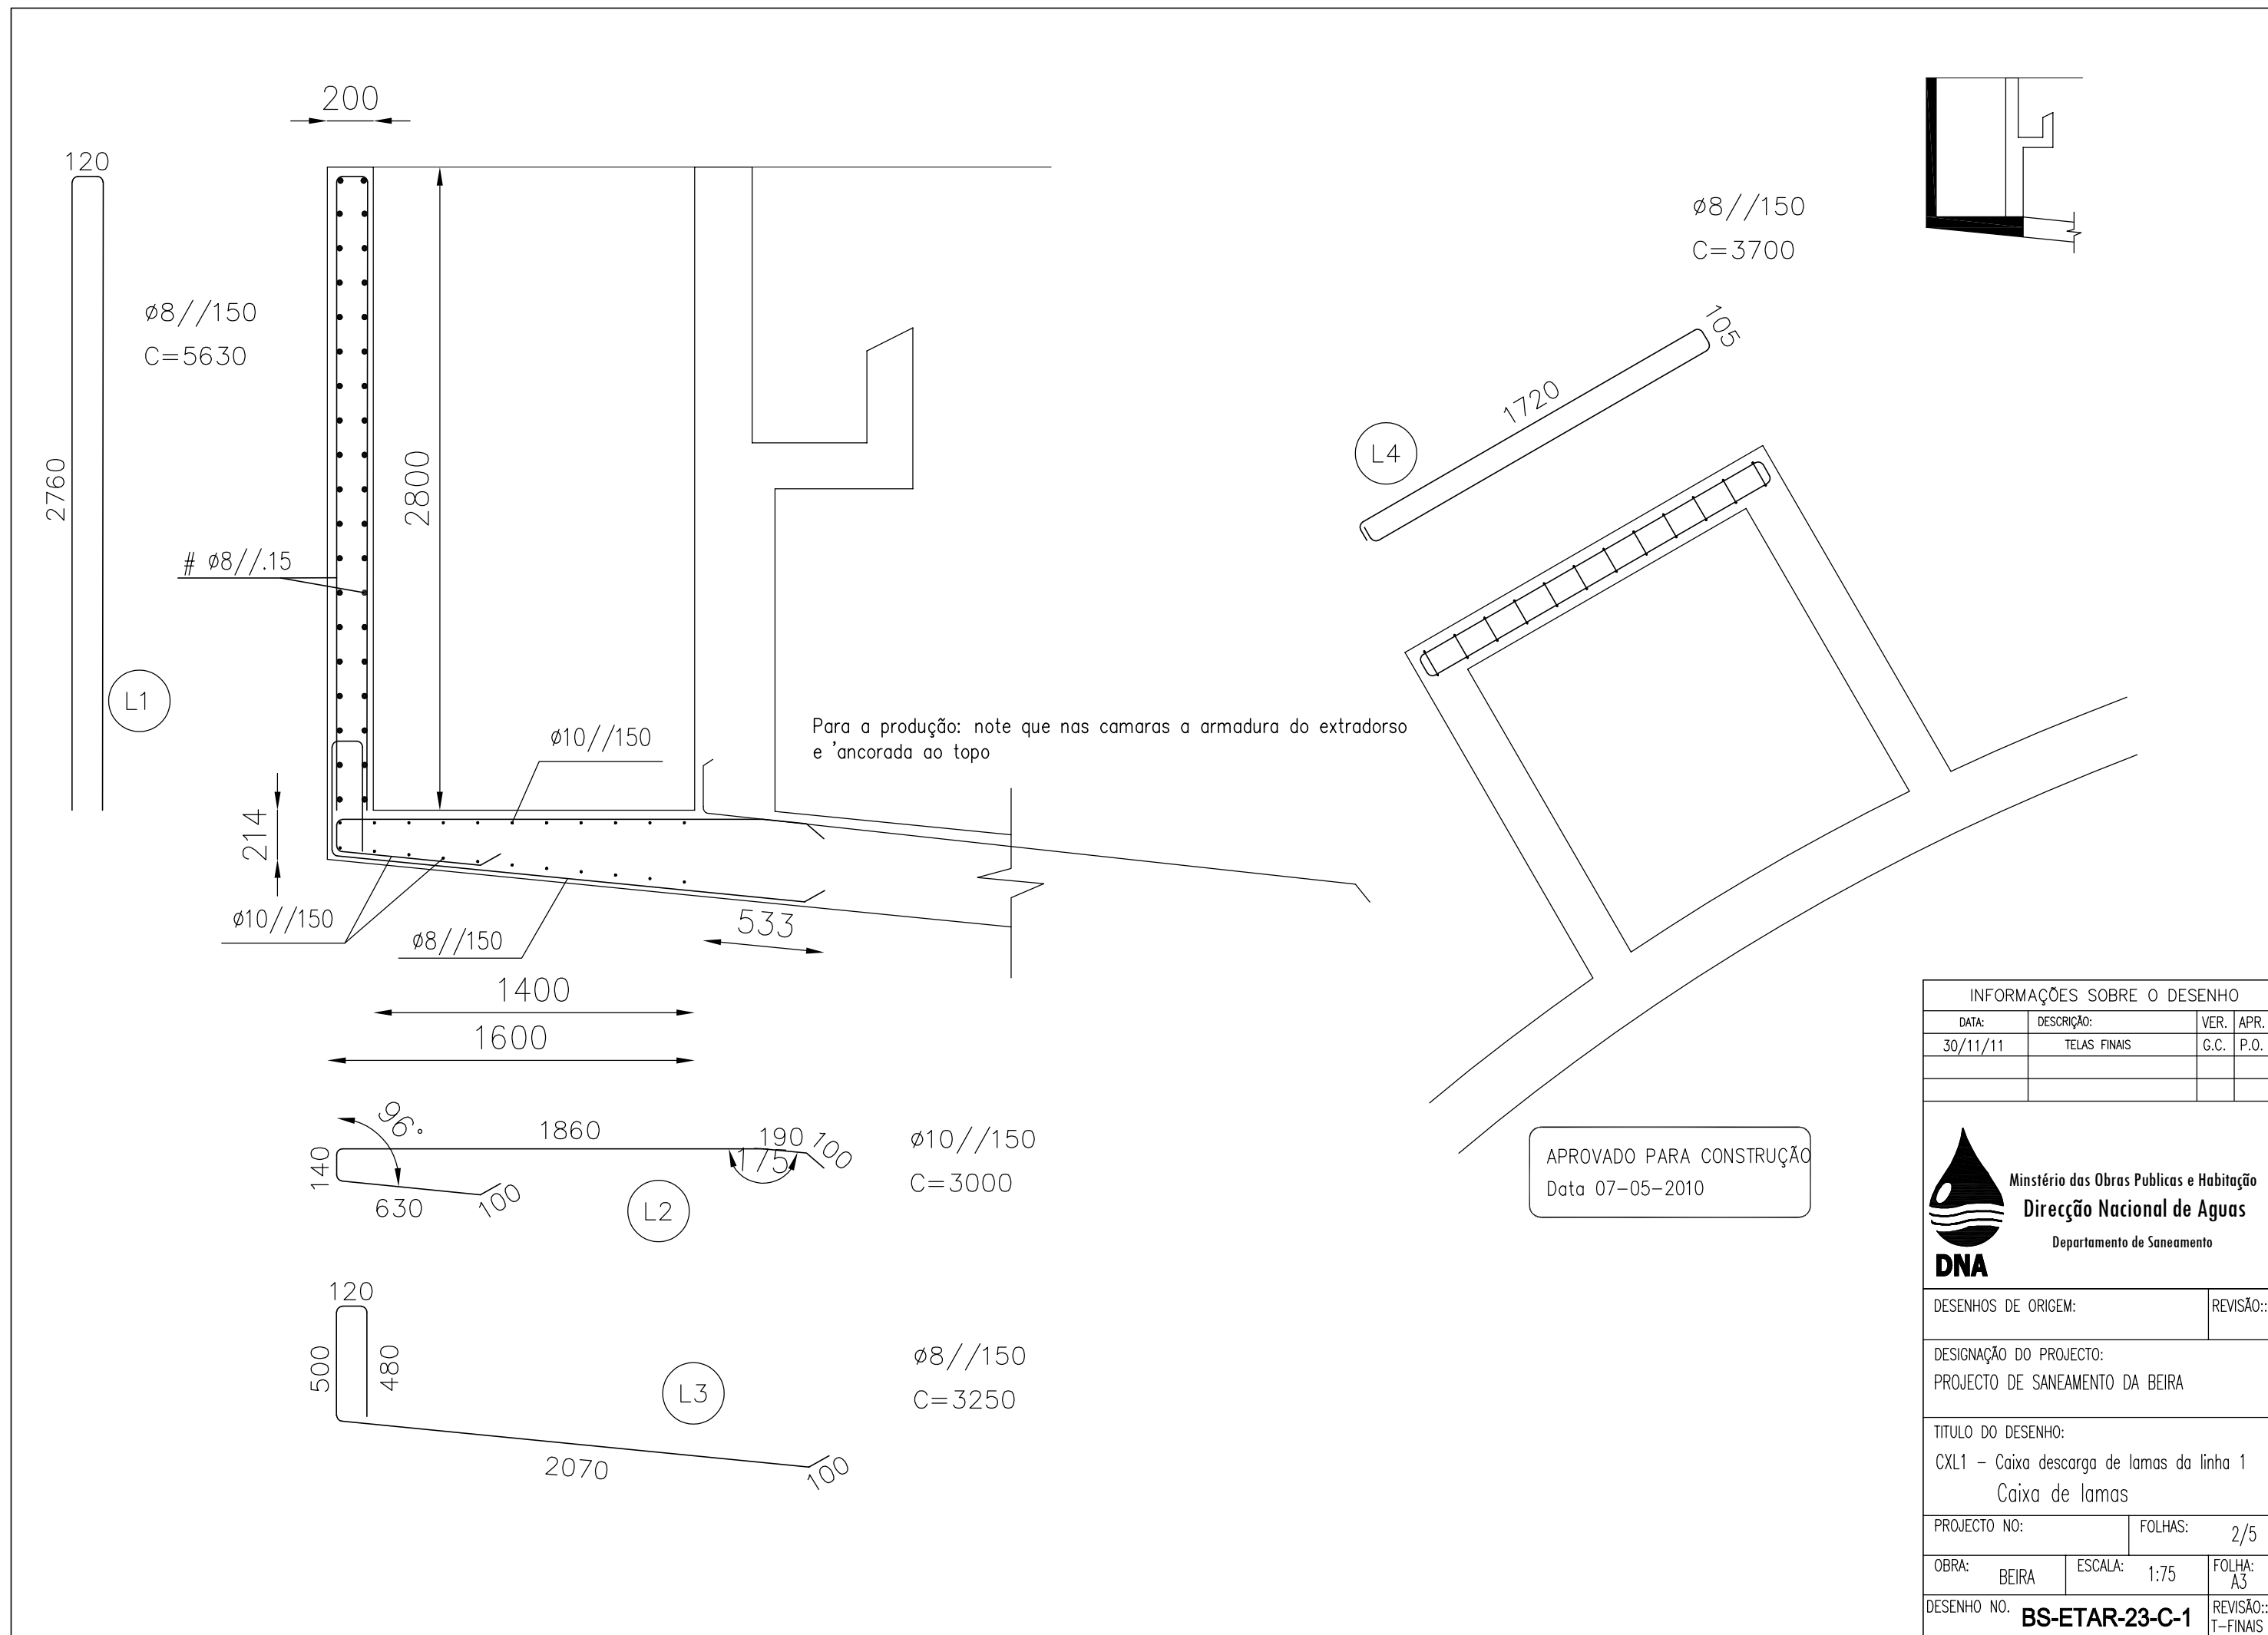 200
120
ø8//150
C=5630
2760
L1
2800
# ø8//.15
ø10//150
Para a produção: note que nas camaras a armadura do extradorso
e 'ancorada ao topo
214
ø10//150
ø8//150
533
1400
1600
ø8//150
C=3700
105
1720
L4
96°
1860
190
100
175
140
630
100
L2
ø10//150
C=3000
120
500
480
L3
2070
100
ø8//150
C=3250
APROVADO PARA CONSTRUÇÃO
Data 07-05-2010
INFORMAÇÕES SOBRE O DESENHO
DATA: DESCRIÇÃO: VER. APR.
30/11/11 TELAS FINAIS G.C. P.O.
Minstério das Obras Publicas e Habitação
Direcção Nacional de Aguas
Departamento de Saneamento
DNA
DESENHOS DE ORIGEM: REVISÃO::
DESIGNAÇÃO DO PROJECTO:
PROJECTO DE SANEAMENTO DA BEIRA
TITULO DO DESENHO:
CXL1 - Caixa descarga de lamas da linha 1
Caixa de lamas
PROJECTO NO: FOLHAS: 2/5
OBRA: BEIRA ESCALA: 1:75 FOLHA: A3
DESENHO NO. BS-ETAR-23-C-1 REVISÃO:: T-FINAIS